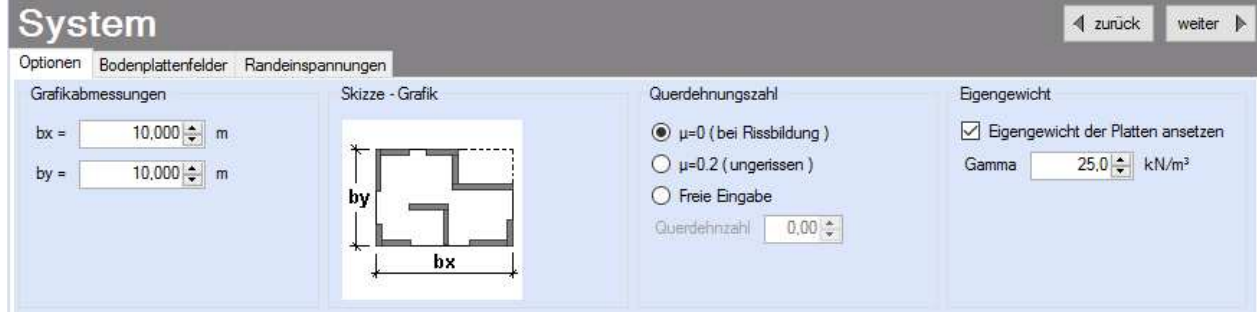 System
zurück
weiter
Optionen
Bodenplattenfelder
Randeinspannungen
Grafikabmessungen
bx = 10,000 m
by = 10,000 m
Skizze - Grafik
by
bx
Querdehnungszahl
µ=0 ( bei Rissbildung )
µ=0.2 ( ungerissen )
Freie Eingabe
Querdehnzahl 0,00
Eigengewicht
Eigengewicht der Platten ansetzen
Gamma 25,0 kN/m³